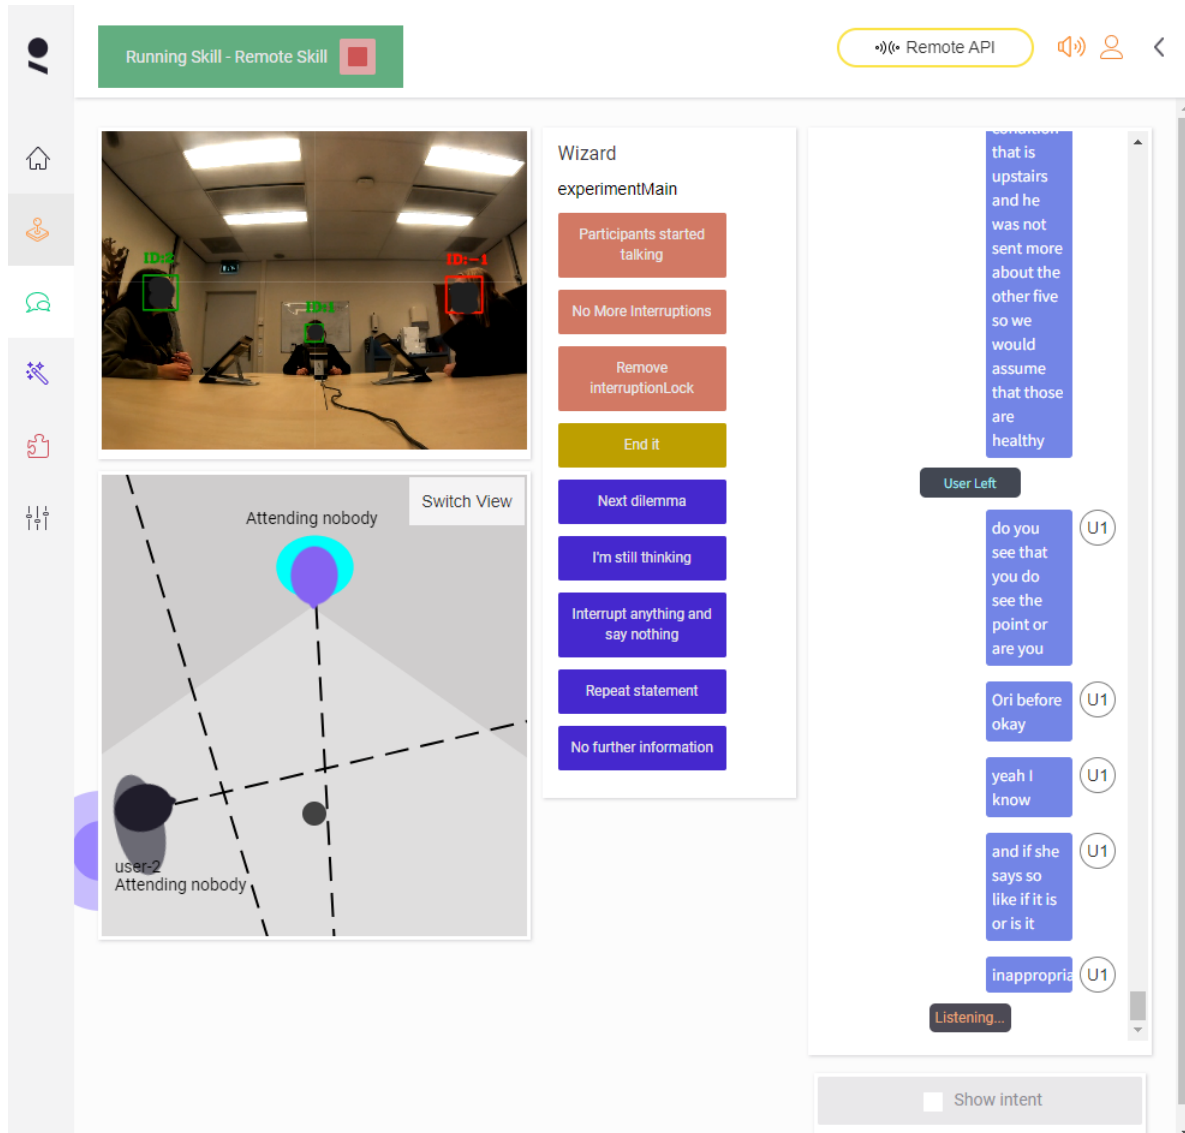 Running Skill - Remote Skill
Remote API
ID:2
ID:-1
ID:1
Switch View
Attending nobody
user-2
Attending nobody
Wizard
experimentMain
Participants started
talking
No More Interruptions
Remove
interruptionLock
End it
Next dilemma
I'm still thinking
Interrupt anything and
say nothing
Repeat statement
No further information
condition
that is
upstairs
and he
was not
sent more
about the
other five
so we
would
assume
that those
are
healthy
User Left
do you
see that
you do
see the
point or
are you
U1
Ori before
okay
U1
yeah I
know
U1
and if she
says so
like if it is
or is it
U1
inappropria
U1
Listening...
Show intent